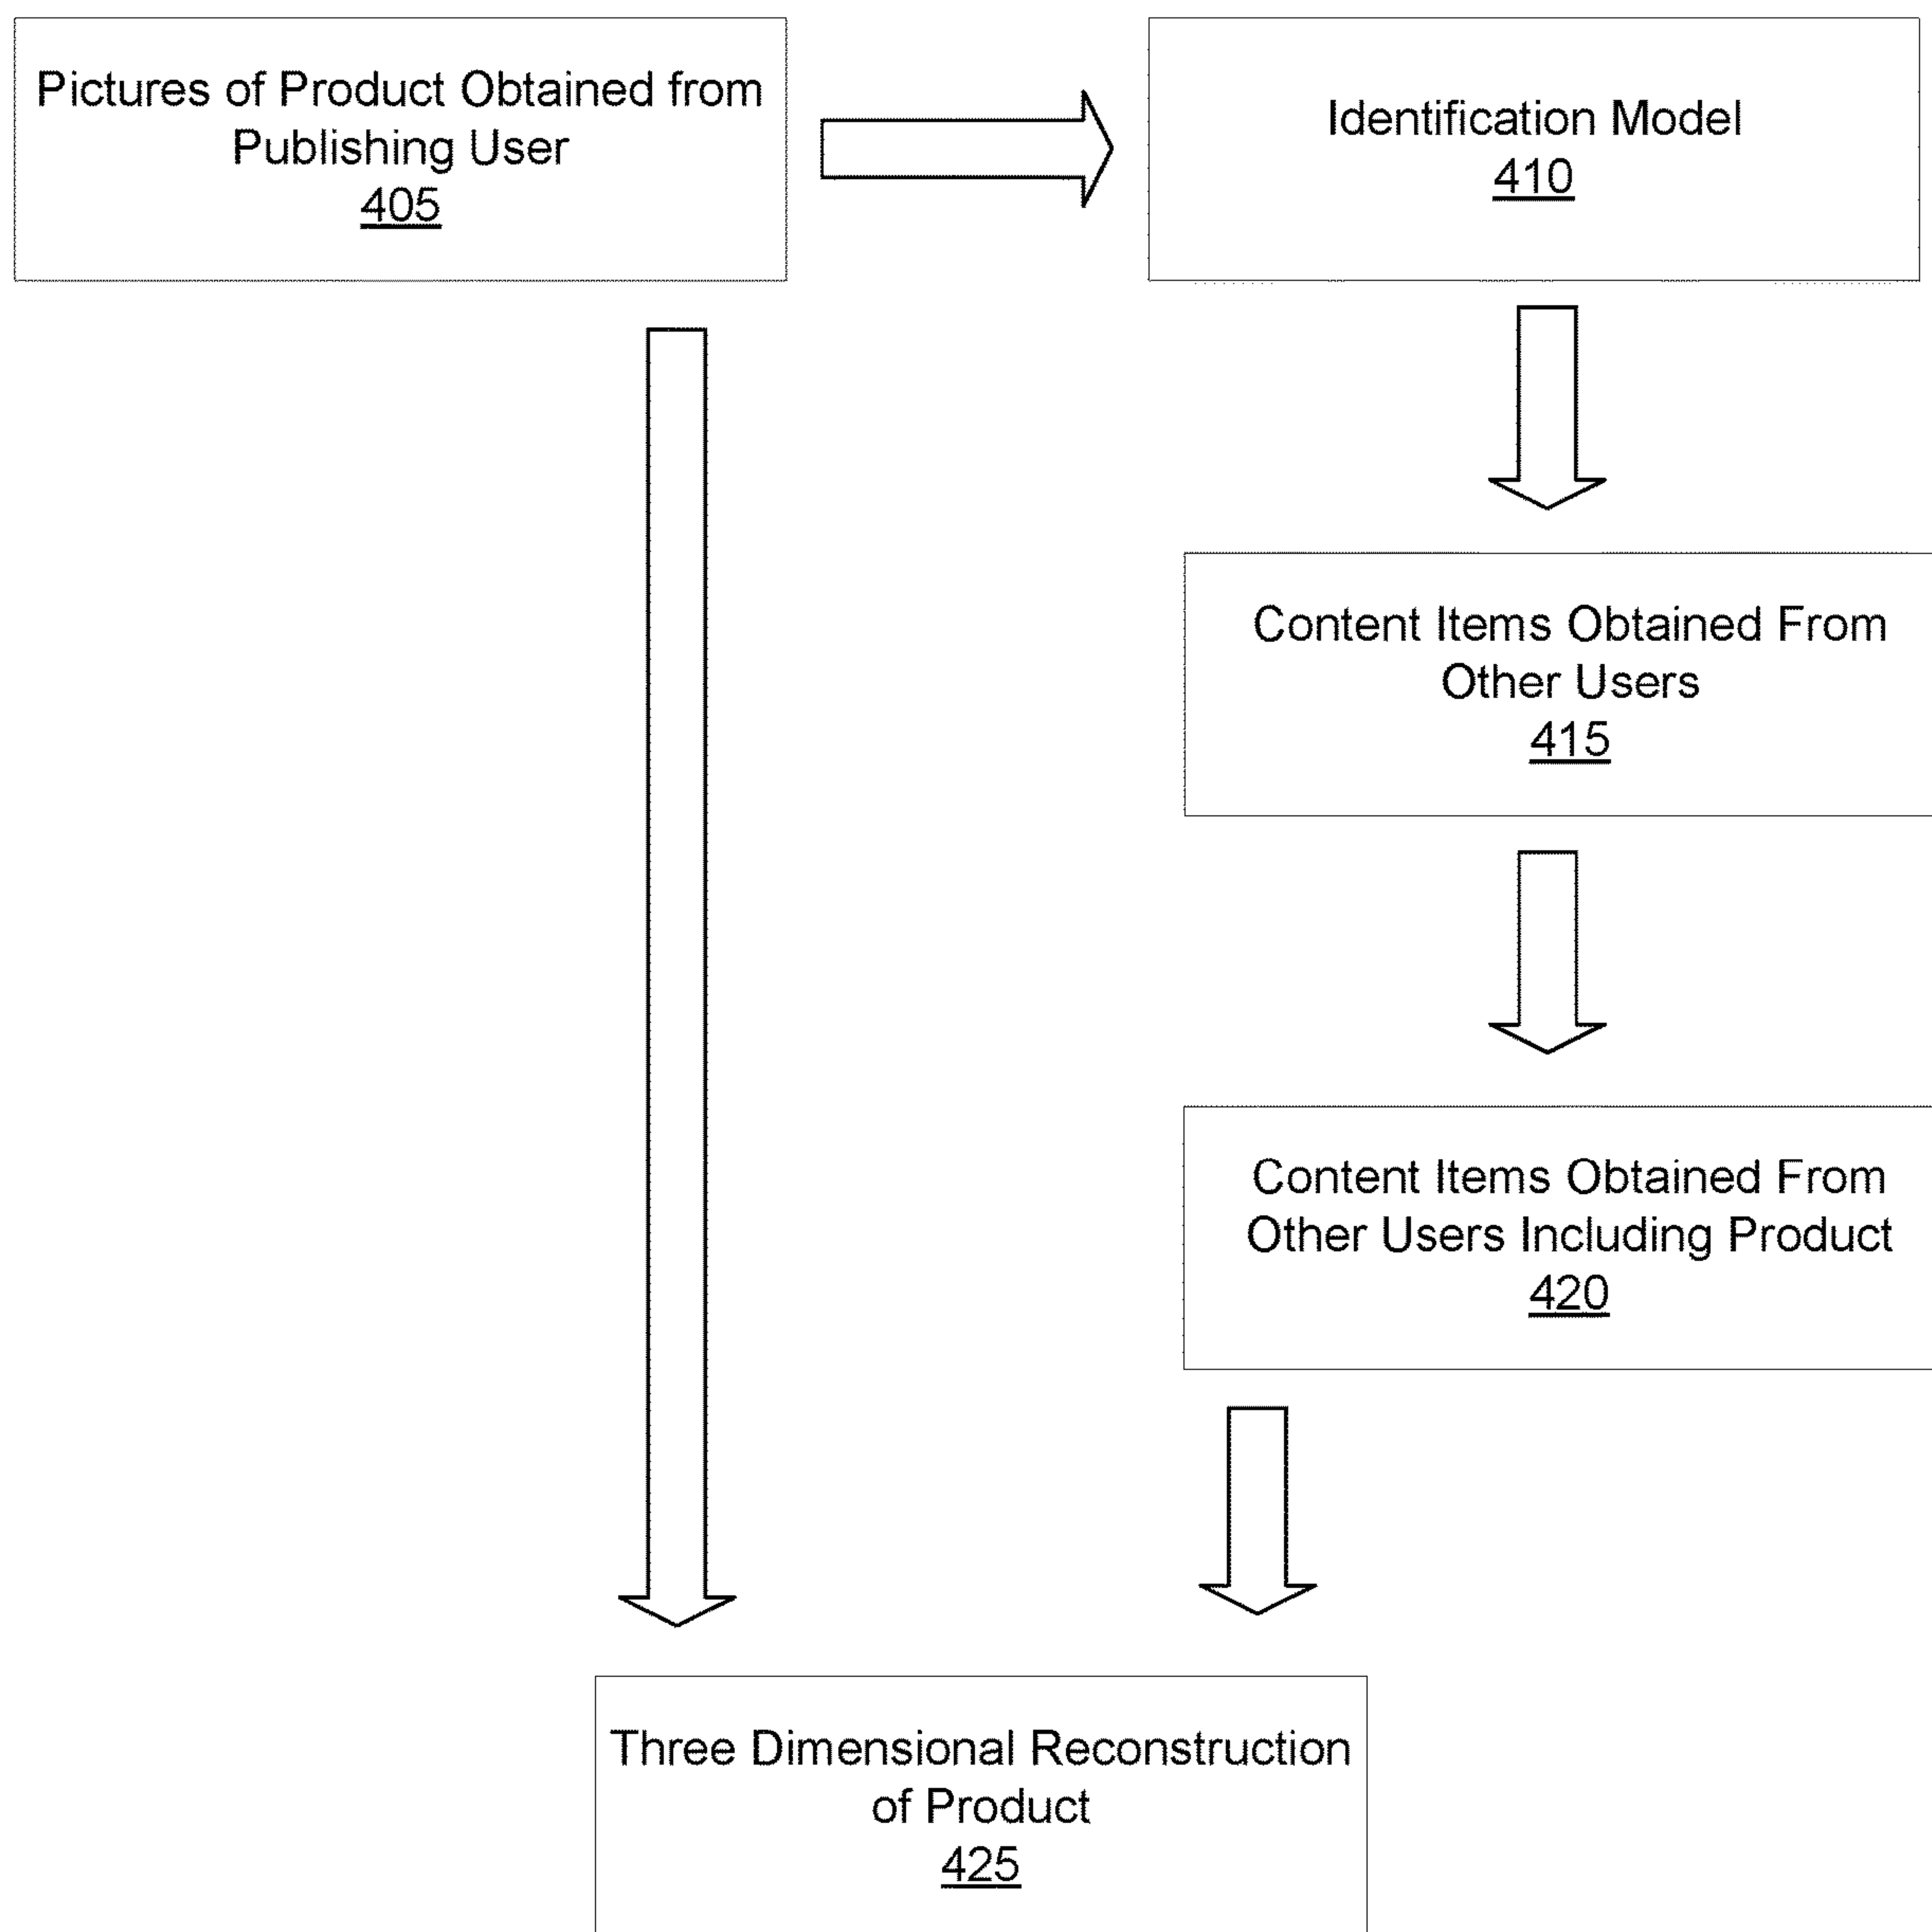 Pictures of Product Obtained from
Publishing User
405
Identification Model
410
Content Items Obtained From
Other Users
415
Content Items Obtained From
Other Users Including Product
420
Three Dimensional Reconstruction
of Product
425